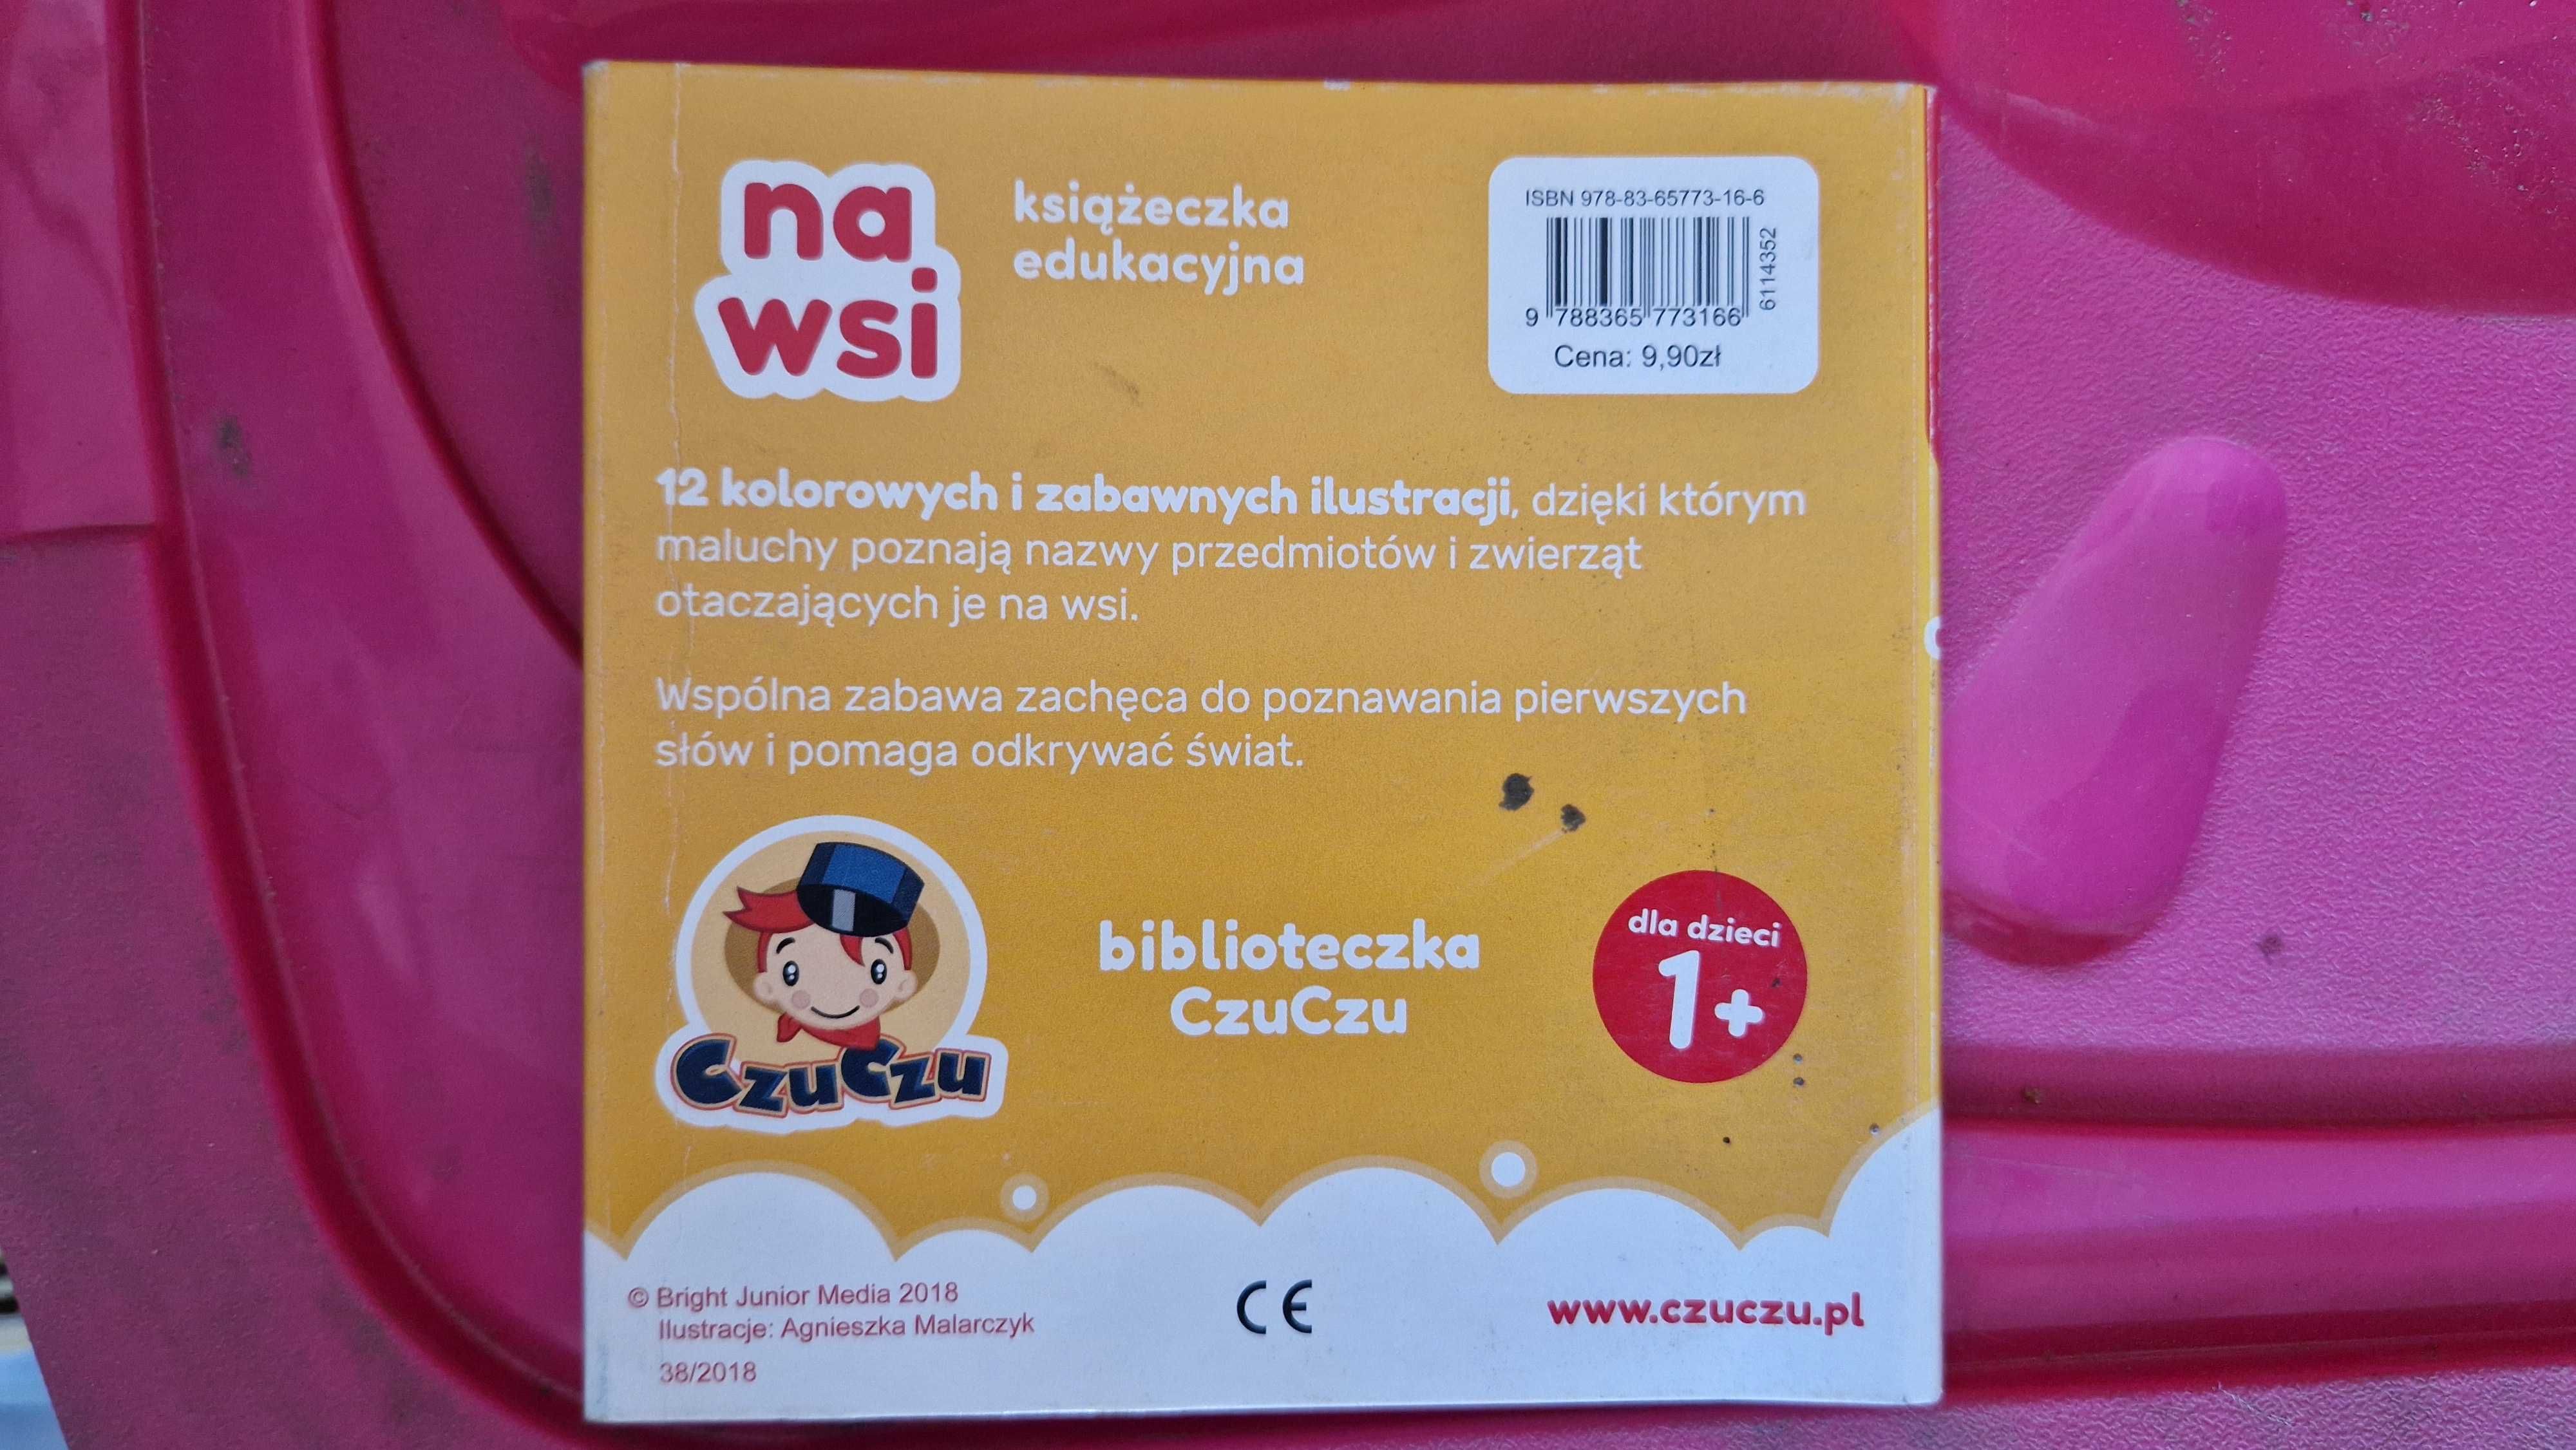 na
wsi
książeczka
edukacyjna
ISBN 978-83-65773-16-6
9 788365 773166
61114352
Cena: 9,90zł
12 kolorowych i zabawnych ilustracji, dzięki którym
maluchy poznają nazwy przedmiotów i zwierząt
otaczających je na wsi.
Wspólna zabawa zachęca do poznawania pierwszych
słów i pomaga odkrywać świat.
CzuCzu
biblioteczka
CzuCzu
dla dzieci
1+
© Bright Junior Media 2018
Ilustracje: Agnieszka Malarczyk
38/2018
CE
www.czuczu.pl